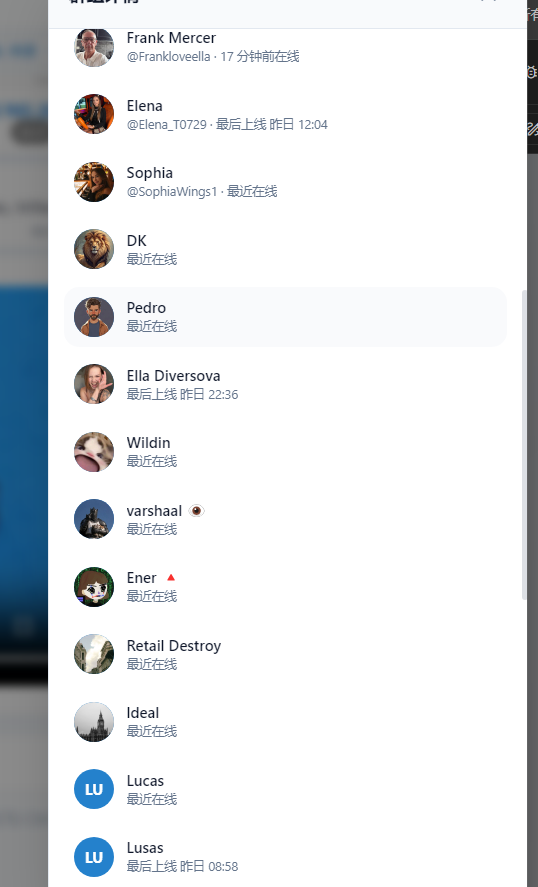 Frank Mercer
@Frankloveella · 17 分钟前在线
Elena
@Elena_T0729 · 最后上线 昨日 12:04
Sophia
@SophiaWings1 · 最近在线
DK
最近在线
Pedro
最近在线
Ella Diversova
最后上线 昨日 22:36
Wildin
最近在线
varshaal 👁️
最近在线
Ener 🔺
最近在线
Retail Destroy
最近在线
Ideal
最近在线
LU
Lucas
最近在线
LU
Lusas
最后上线 昨日 08:58